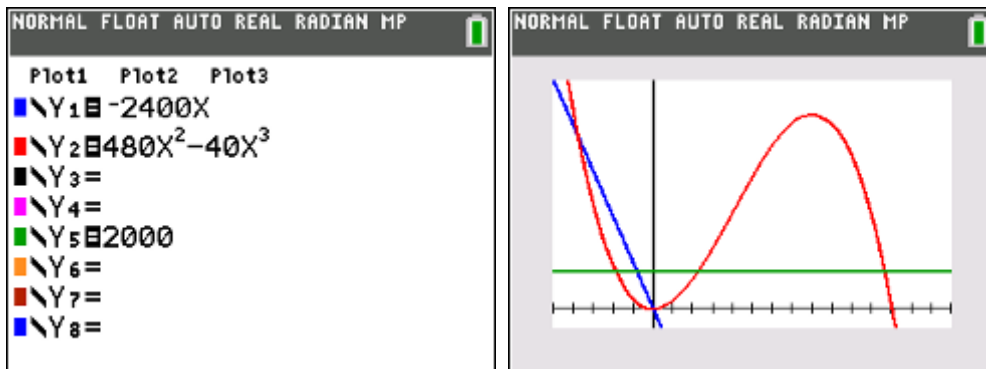 NORMAL FLOAT AUTO REAL RADIAN MP
Plot1 Plot2 Plot3
\Y₁=-2400X
\Y₂=480X²-40X³
\Y₃=
\Y₄=
\Y₅=2000
\Y₆=
\Y₇=
\Y₈=
NORMAL FLOAT AUTO REAL RADIAN MP